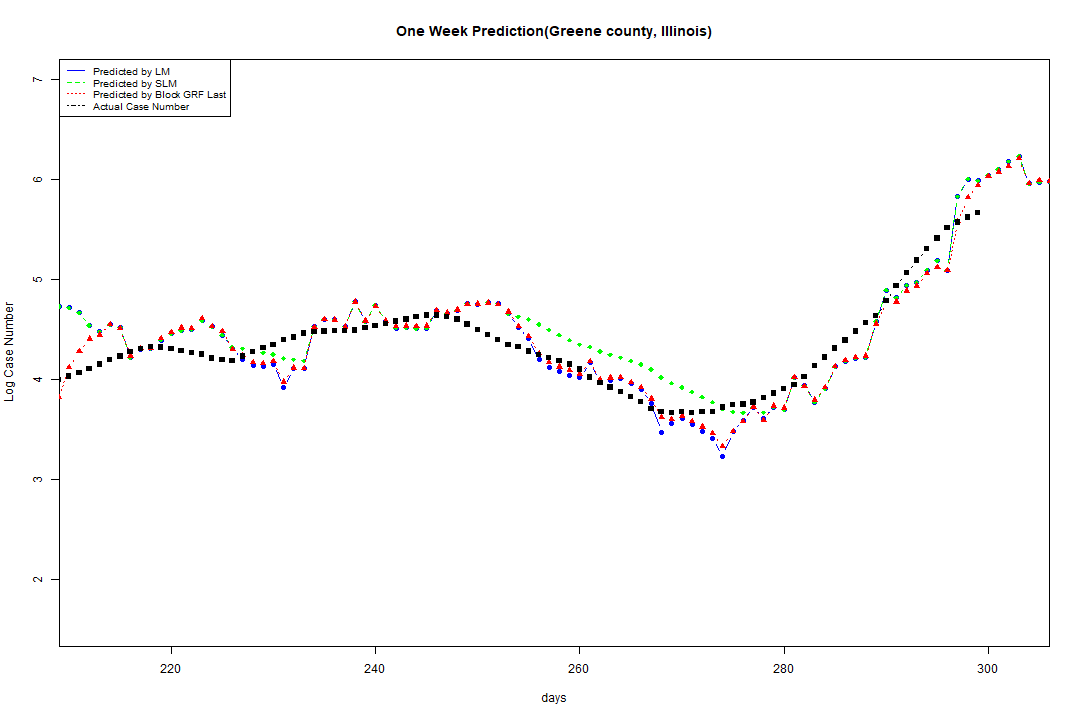 One Week Prediction(Greene county, Illinois)
Predicted by LM
Predicted by SLM
Predicted by Block GRF Last
Actual Case Number
7
6
5
4
3
2
Log Case Number
220 240 260 280 300
days